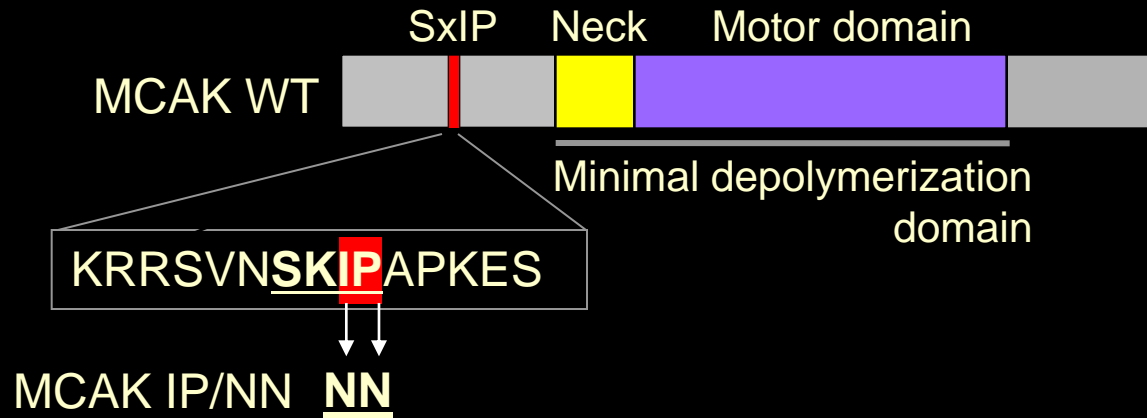 SxIP Neck Motor domain
MCAK WT
Minimal depolymerization
domain
KRRSVNSKIPAPKES
MCAK IP/NN NN